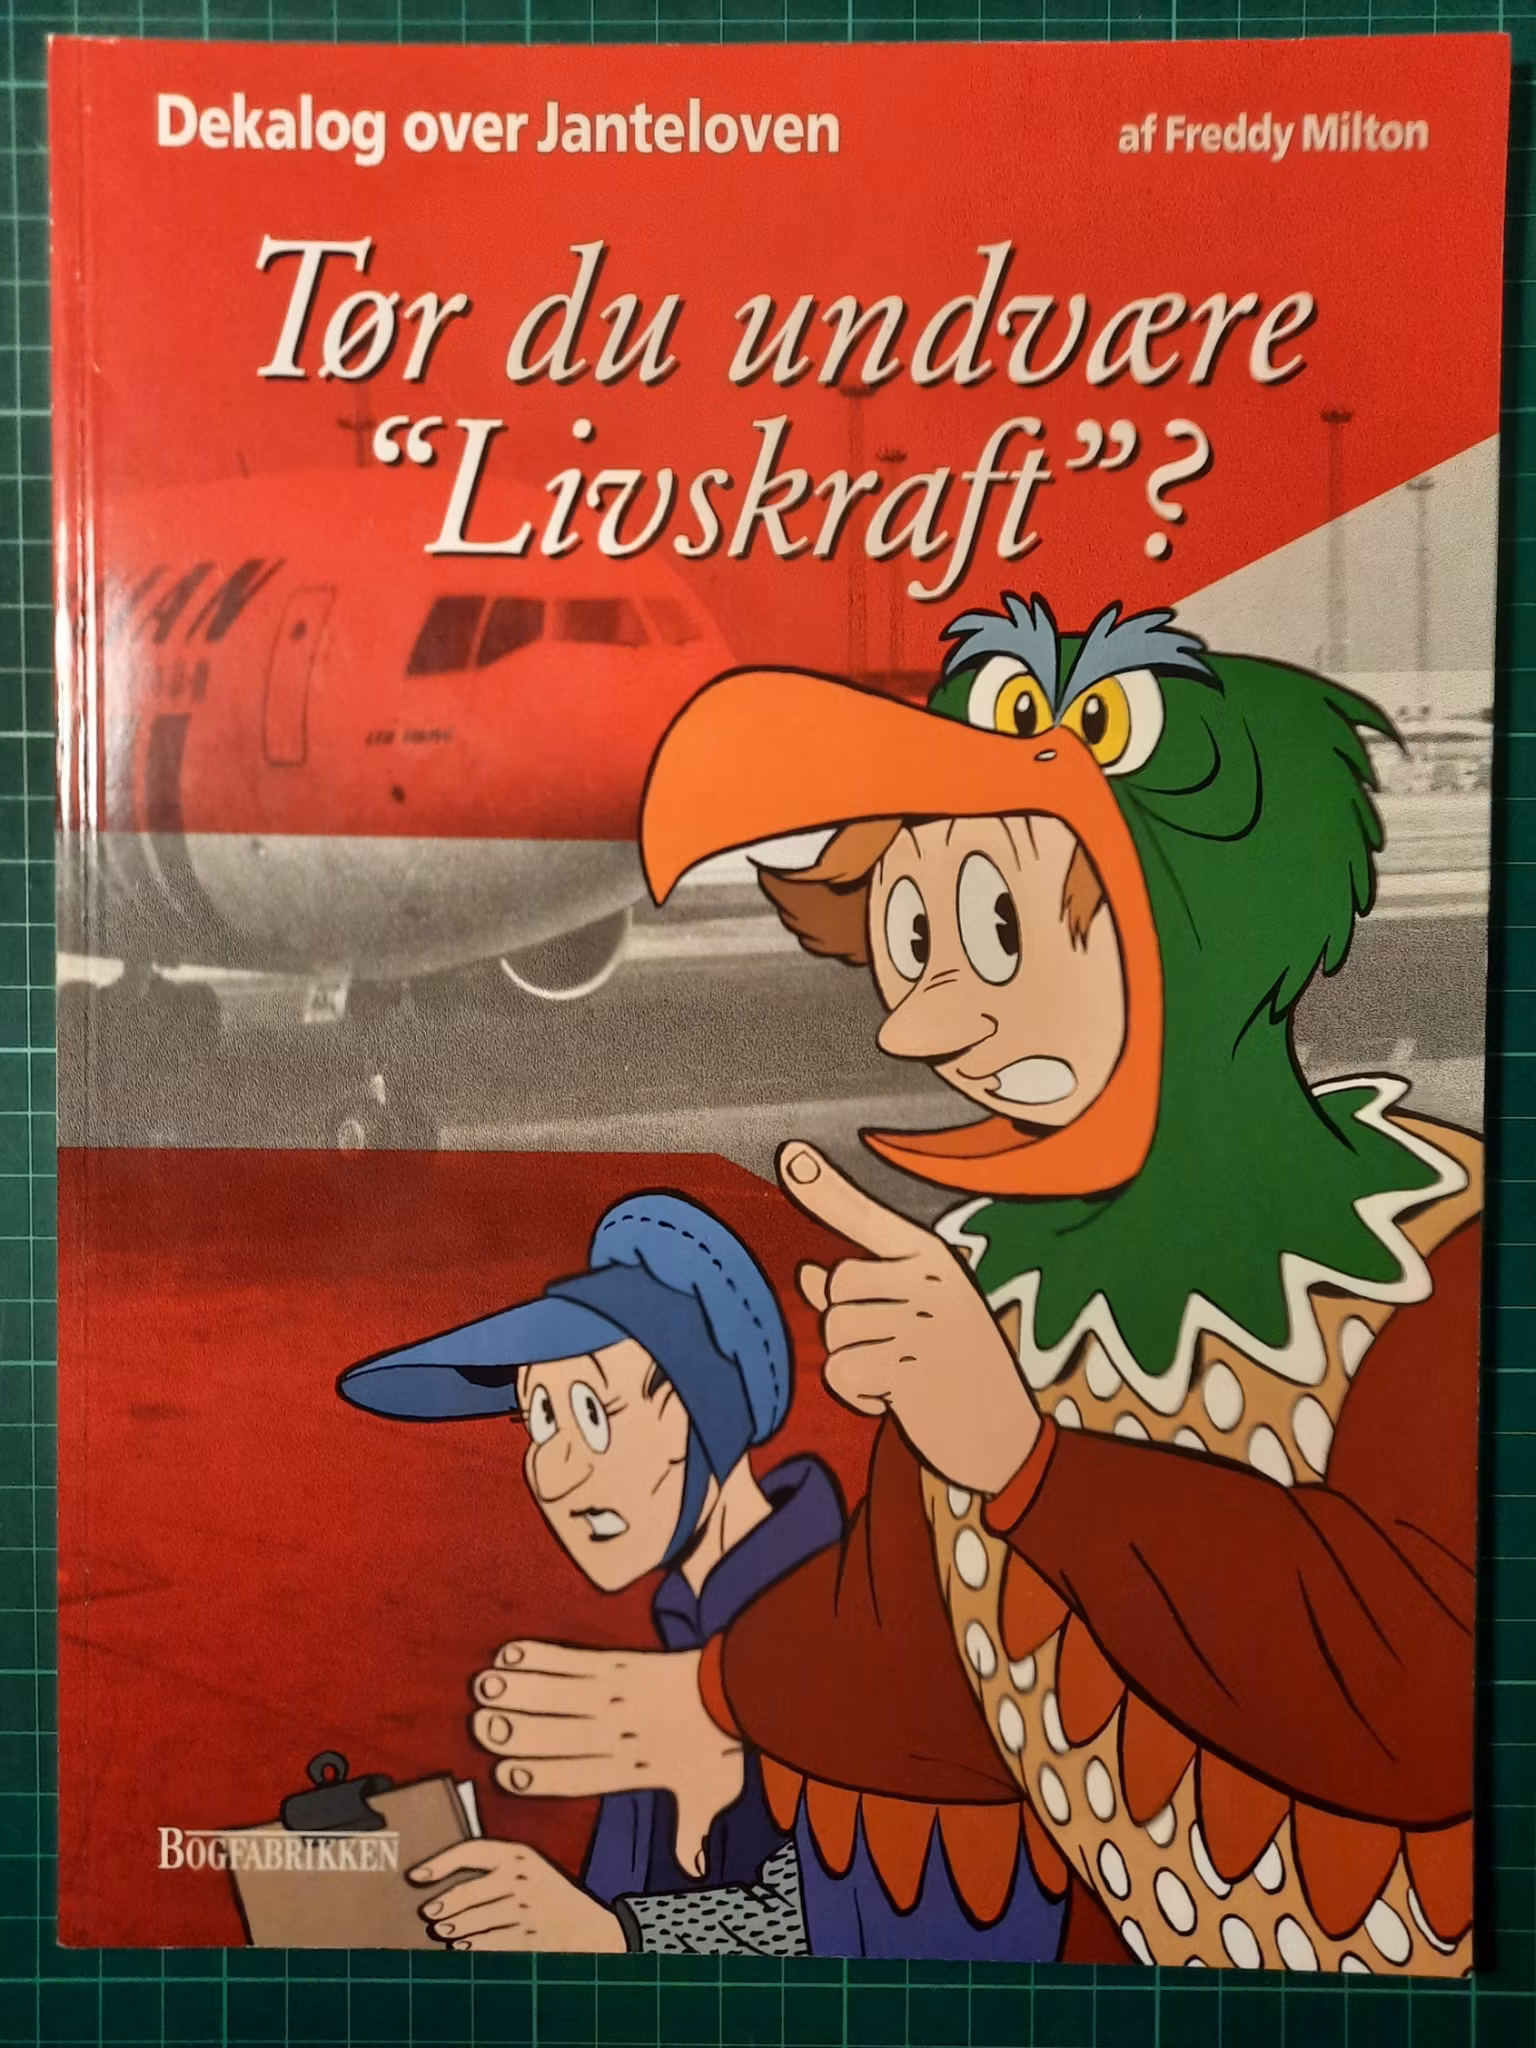 Dekalog over Janteloven
af Freddy Milton
Tør du undvære
“Livskraft”?
BOGFABRIKKEN